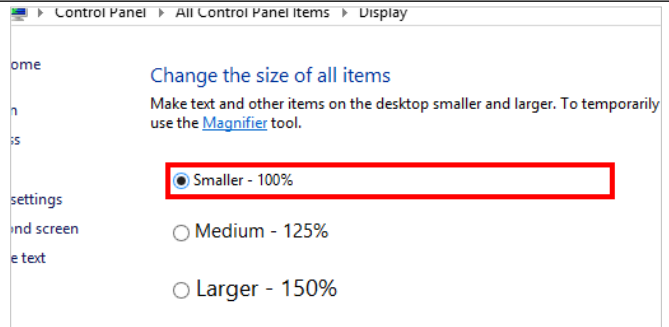 Control Panel ▸ All Control Panel Items ▸ Display
ome
Change the size of all items
n
Make text and other items on the desktop smaller and larger. To temporarily
ss
use the Magnifier tool.
Smaller - 100%
settings
ond screen
Medium - 125%
e text
Larger - 150%